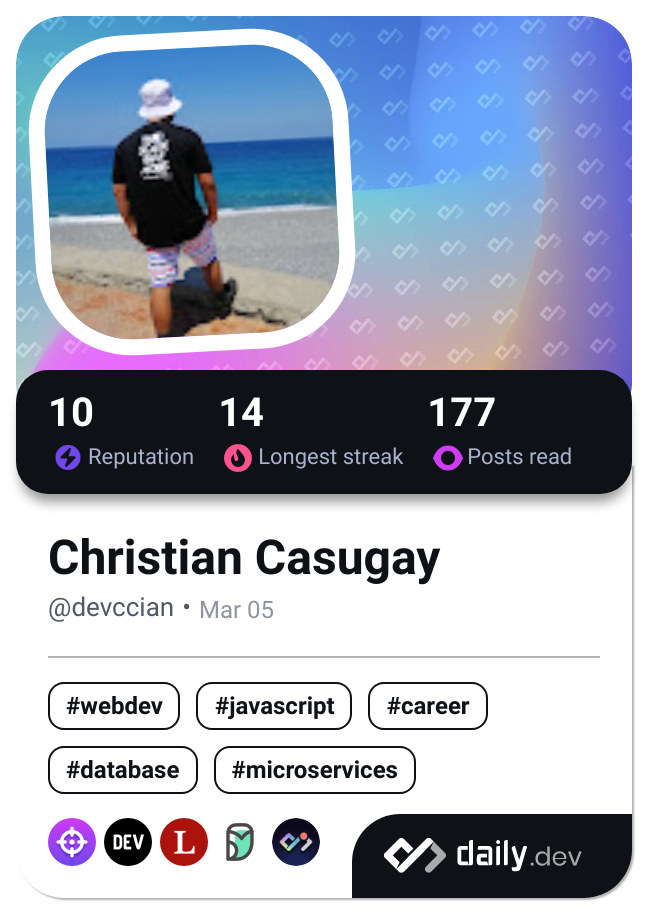 10 14 177
Reputation Longest streak Posts read
Christian Casugay
@devccian • Mar 05
#webdev #javascript #career
#database #microservices
DEV L
daily.dev